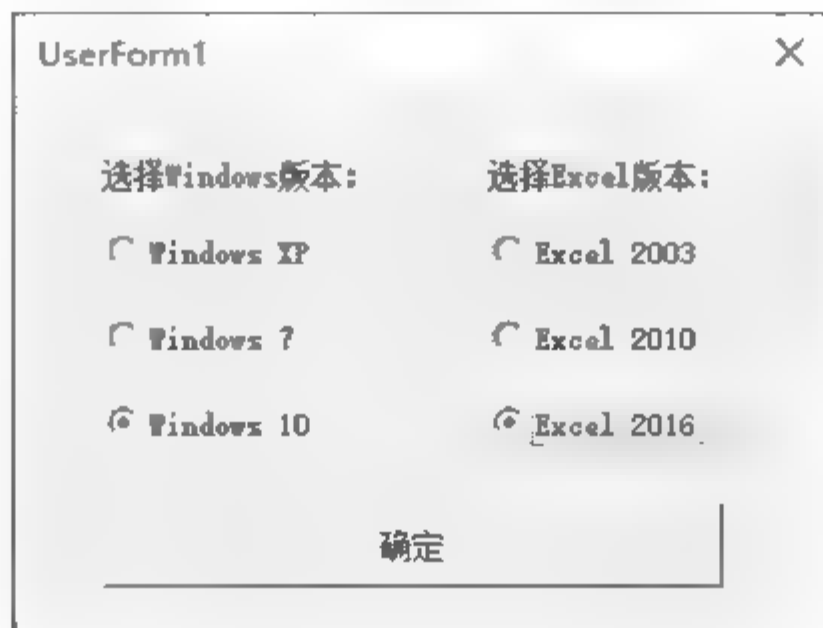 UserForm1
选择Windows版本：
选择Excel版本：
Windows XP
Excel 2003
Windows 7
Excel 2010
Windows 10
Excel 2016
确定